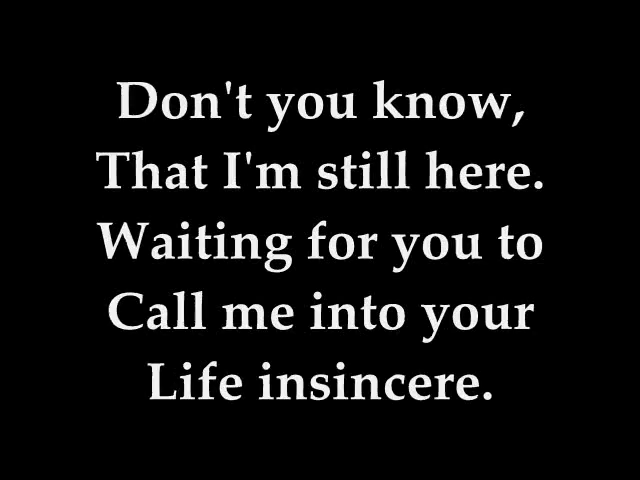 Don't you know,
That I'm still here.
Waiting for you to
Call me into your
Life insincere.